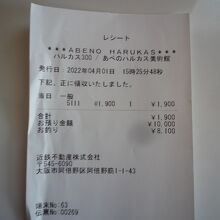 レシート
***ABENO HARUKAS***
ハルカス300 / あべのハルカス美術館
発行日：2022年04月01日 15時25分48秒
下記、正に領収いたしました。
当日 一般
5111 @1,900 1 ¥1,900
合計 ¥1,900
お預り金額 ¥10,000
お釣り ¥8,100
近鉄不動産株式会社
〒545-6090
大阪市阿倍野区阿倍野筋1-1-43
端末No: 63
伝票No: 00269